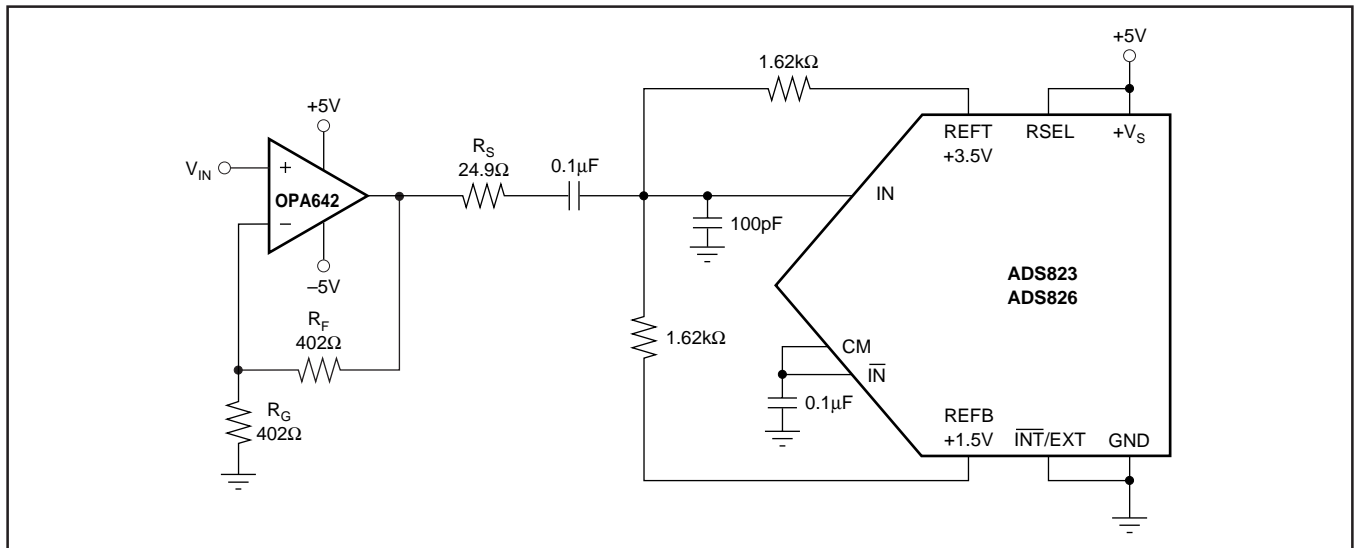 +5V
1.62kΩ
+5V
REFT
+3.5V
RSEL
+VS
RS
24.9Ω
0.1µF
VIN
+
OPA642
–
IN
100pF
–5V
ADS823
ADS826
RF
402Ω
1.62kΩ
CM
IN
0.1µF
RG
402Ω
REFB
+1.5V
INT/EXT
GND